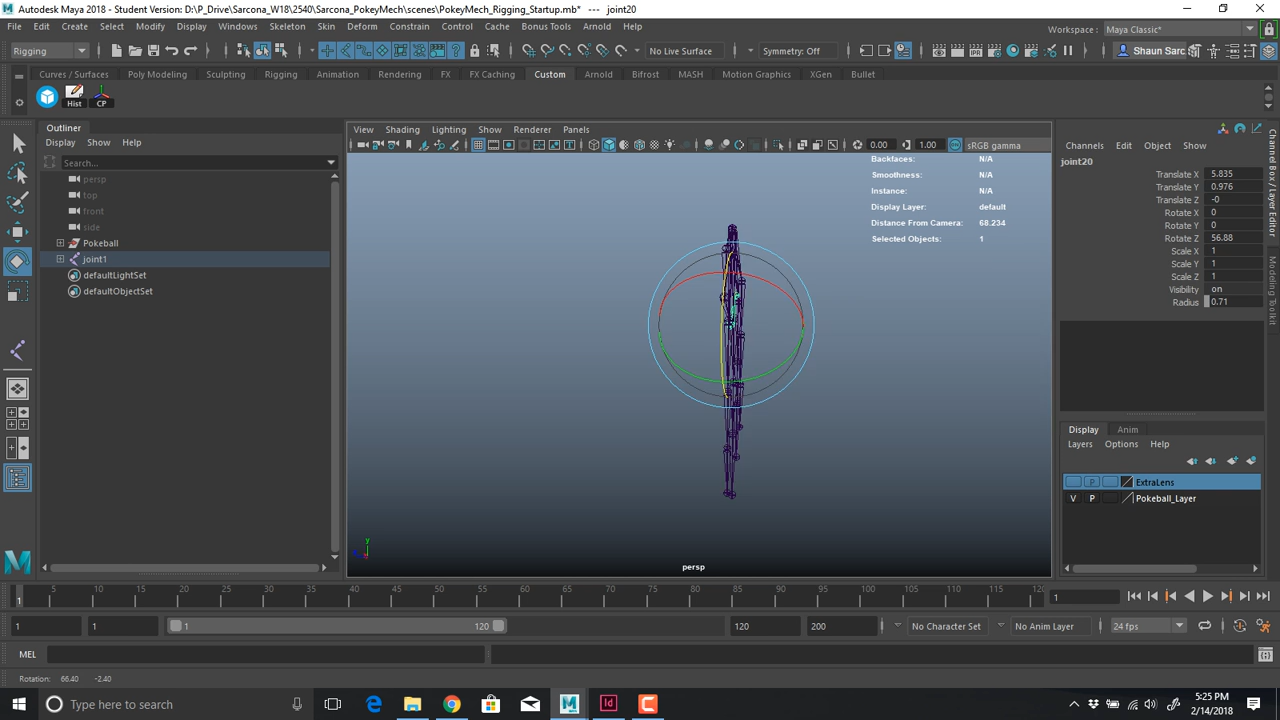 Autodesk Maya 2018 - Student Version: D:\P_Drive\Sarcona_W18\2540\Sarcona_PokeyMech\scenes\PokeyMech_Rigging_Startup.mb* --- joint20
File Edit Create Select Modify Display Windows Skeleton Skin Deform Constrain Control Cache Bonus Tools Arnold Help
Workspace: Maya Classic*
Rigging No Live Surface Symmetry: Off Shaun Sarc
Curves / Surfaces Poly Modeling Sculpting Rigging Animation Rendering FX FX Caching Custom Arnold Bifrost MASH Motion Graphics XGen Bullet
Hist CP
Outliner
Display Show Help
Search...
persp
top
front
side
Pokeball
joint1
defaultLightSet
defaultObjectSet
View Shading Lighting Show Renderer Panels
0.00 1.00 sRGB gamma
Backfaces: N/A
Smoothness: N/A
Instance: N/A
Display Layer: default
Distance From Camera: 68.234
Selected Objects: 1
y
persp
Channels Edit Object Show
joint20
Translate X 5.835
Translate Y 0.976
Translate Z -0
Rotate X 0
Rotate Y 0
Rotate Z 56.88
Scale X 1
Scale Y 1
Scale Z 1
Visibility on
Radius 0.71
Channel Box / Layer Editor
Modeling Toolkit
Display Anim
Layers Options Help
P ExtraLens
V P Pokeball_Layer
1 5 10 15 20 25 30 35 40 45 50 55 60 65 70 75 80 85 90 95 100 105 110 115 120 1
1 1 1 120 120 200 No Character Set No Anim Layer 24 fps
MEL
Rotation: 66.40 -2.40
Type here to search
5:25 PM
2/14/2018